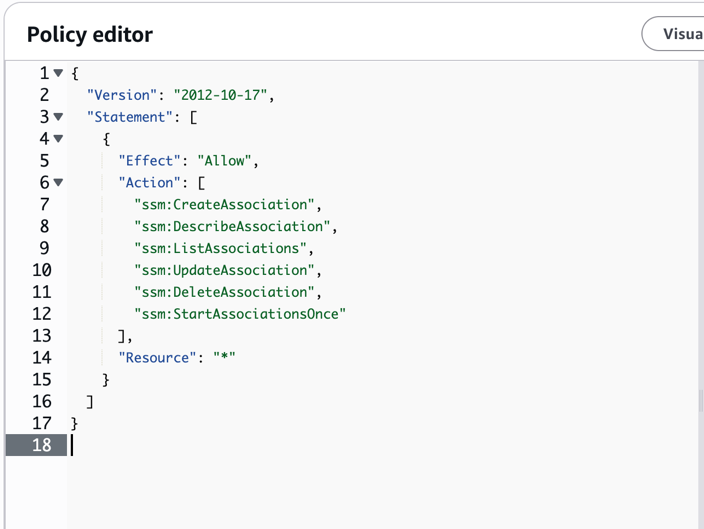 Policy editor
Visua
1 {
2 "Version": "2012-10-17",
3 "Statement": [
4 {
5 "Effect": "Allow",
6 "Action": [
7 "ssm:CreateAssociation",
8 "ssm:DescribeAssociation",
9 "ssm:ListAssociations",
10 "ssm:UpdateAssociation",
11 "ssm:DeleteAssociation",
12 "ssm:StartAssociationsOnce"
13 ],
14 "Resource": "*"
15 }
16 ]
17 }
18